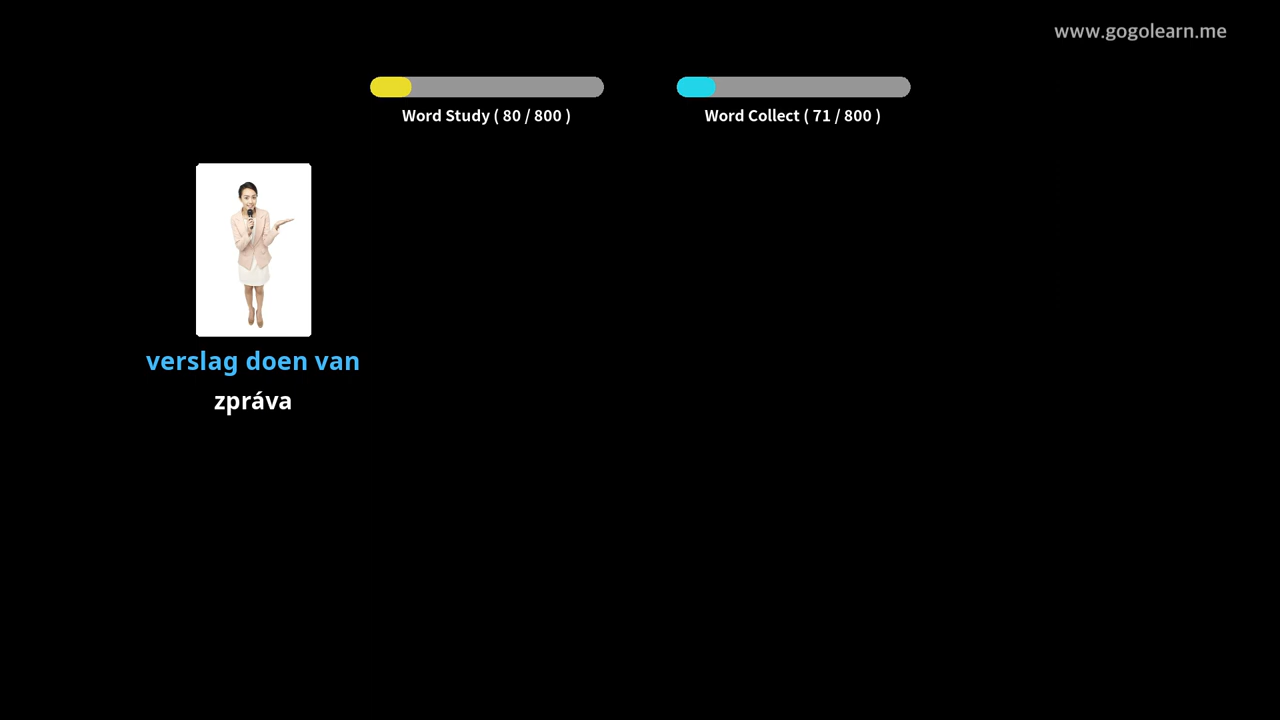 www.gogolearn.me
Word Study ( 80 / 800 )
Word Collect ( 71 / 800 )
verslag doen van
zpráva